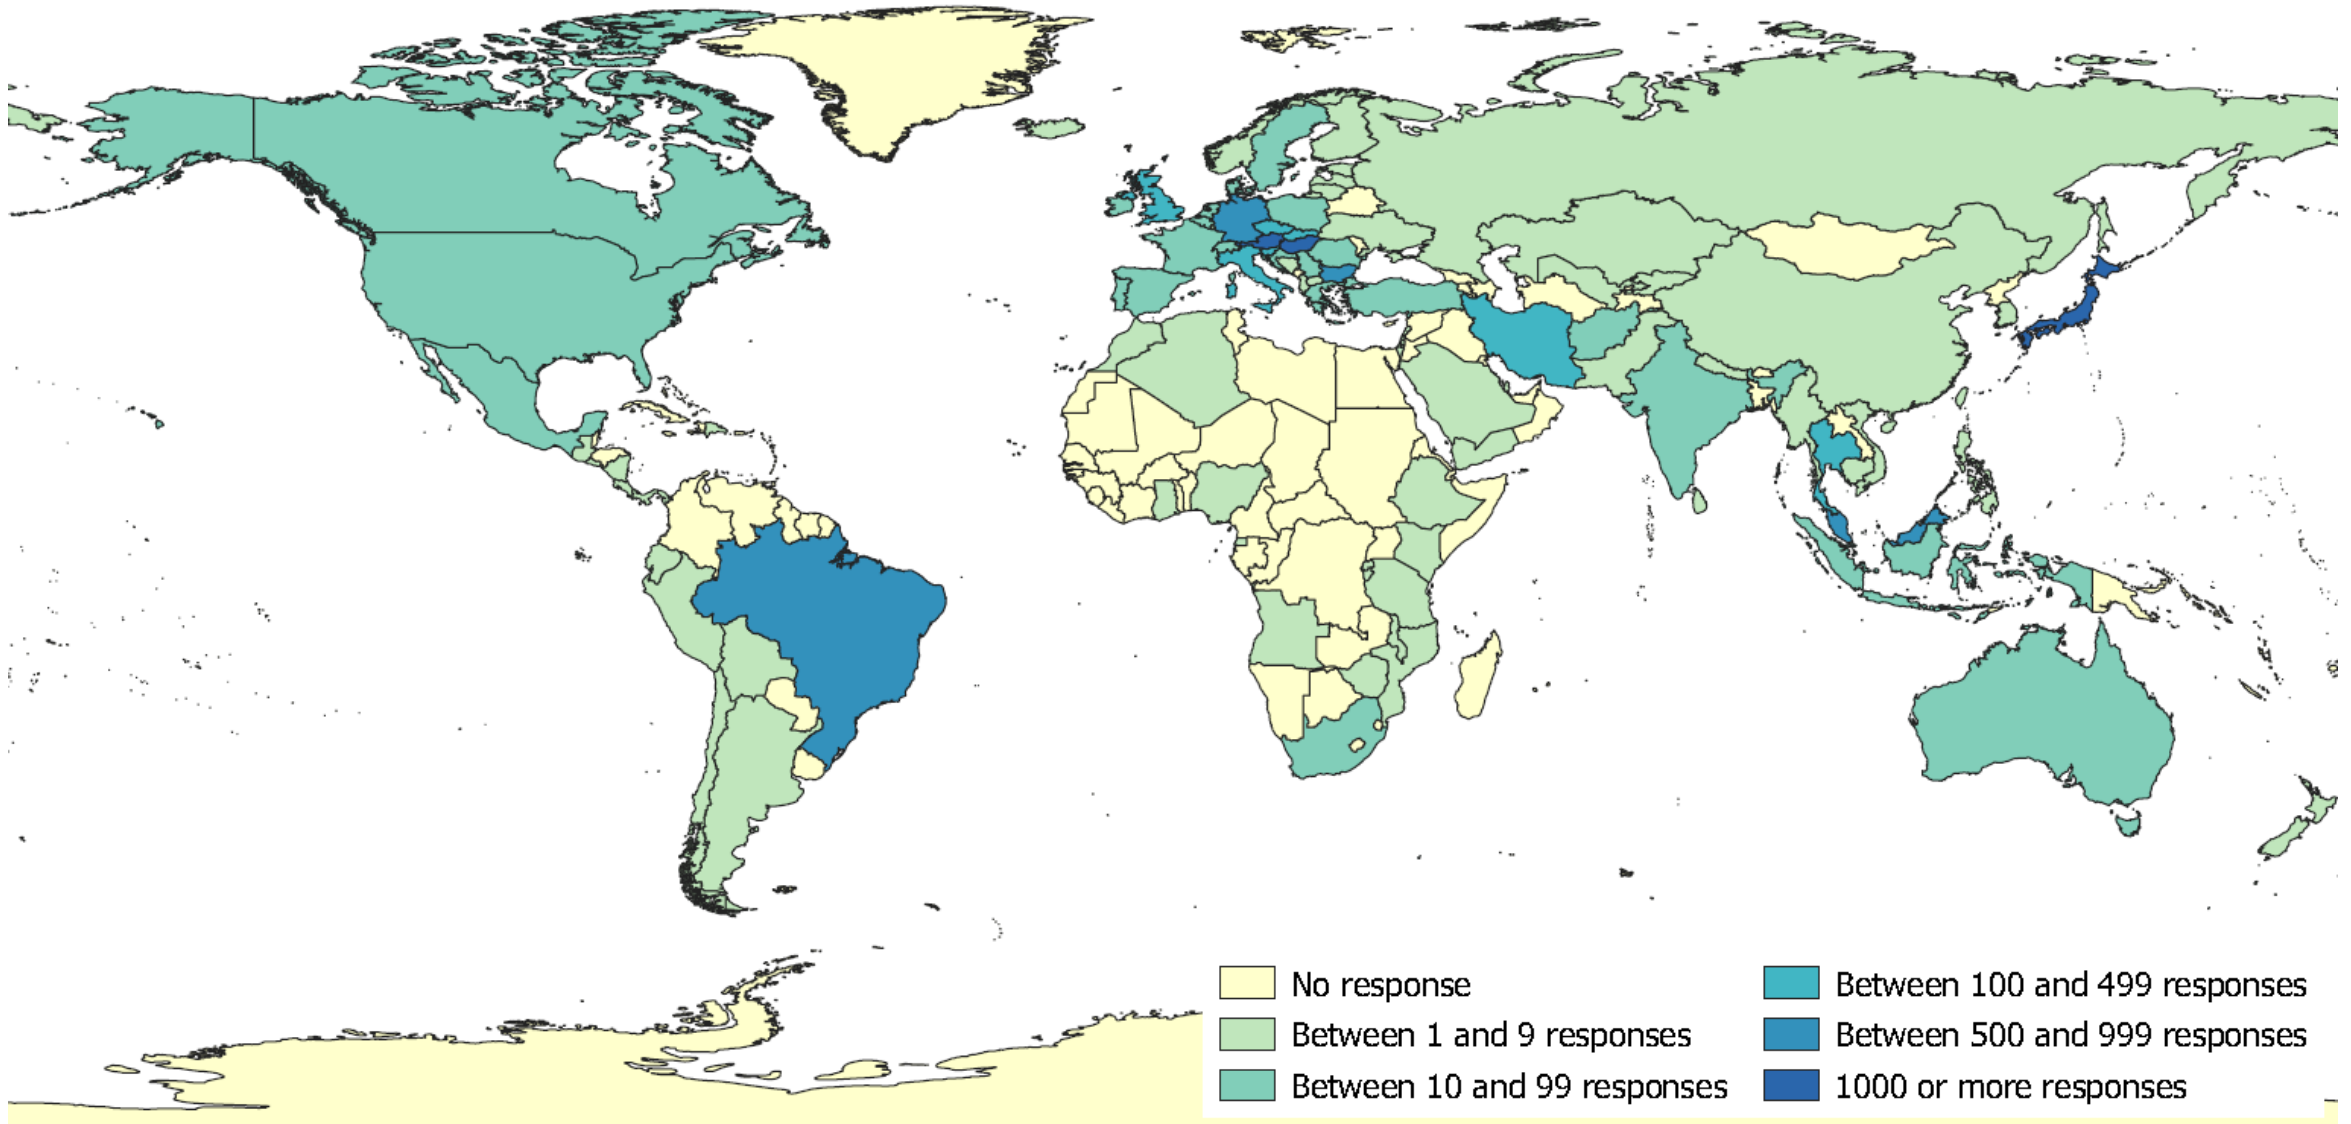 No response
Between 1 and 9 responses
Between 10 and 99 responses
Between 100 and 499 responses
Between 500 and 999 responses
1000 or more responses